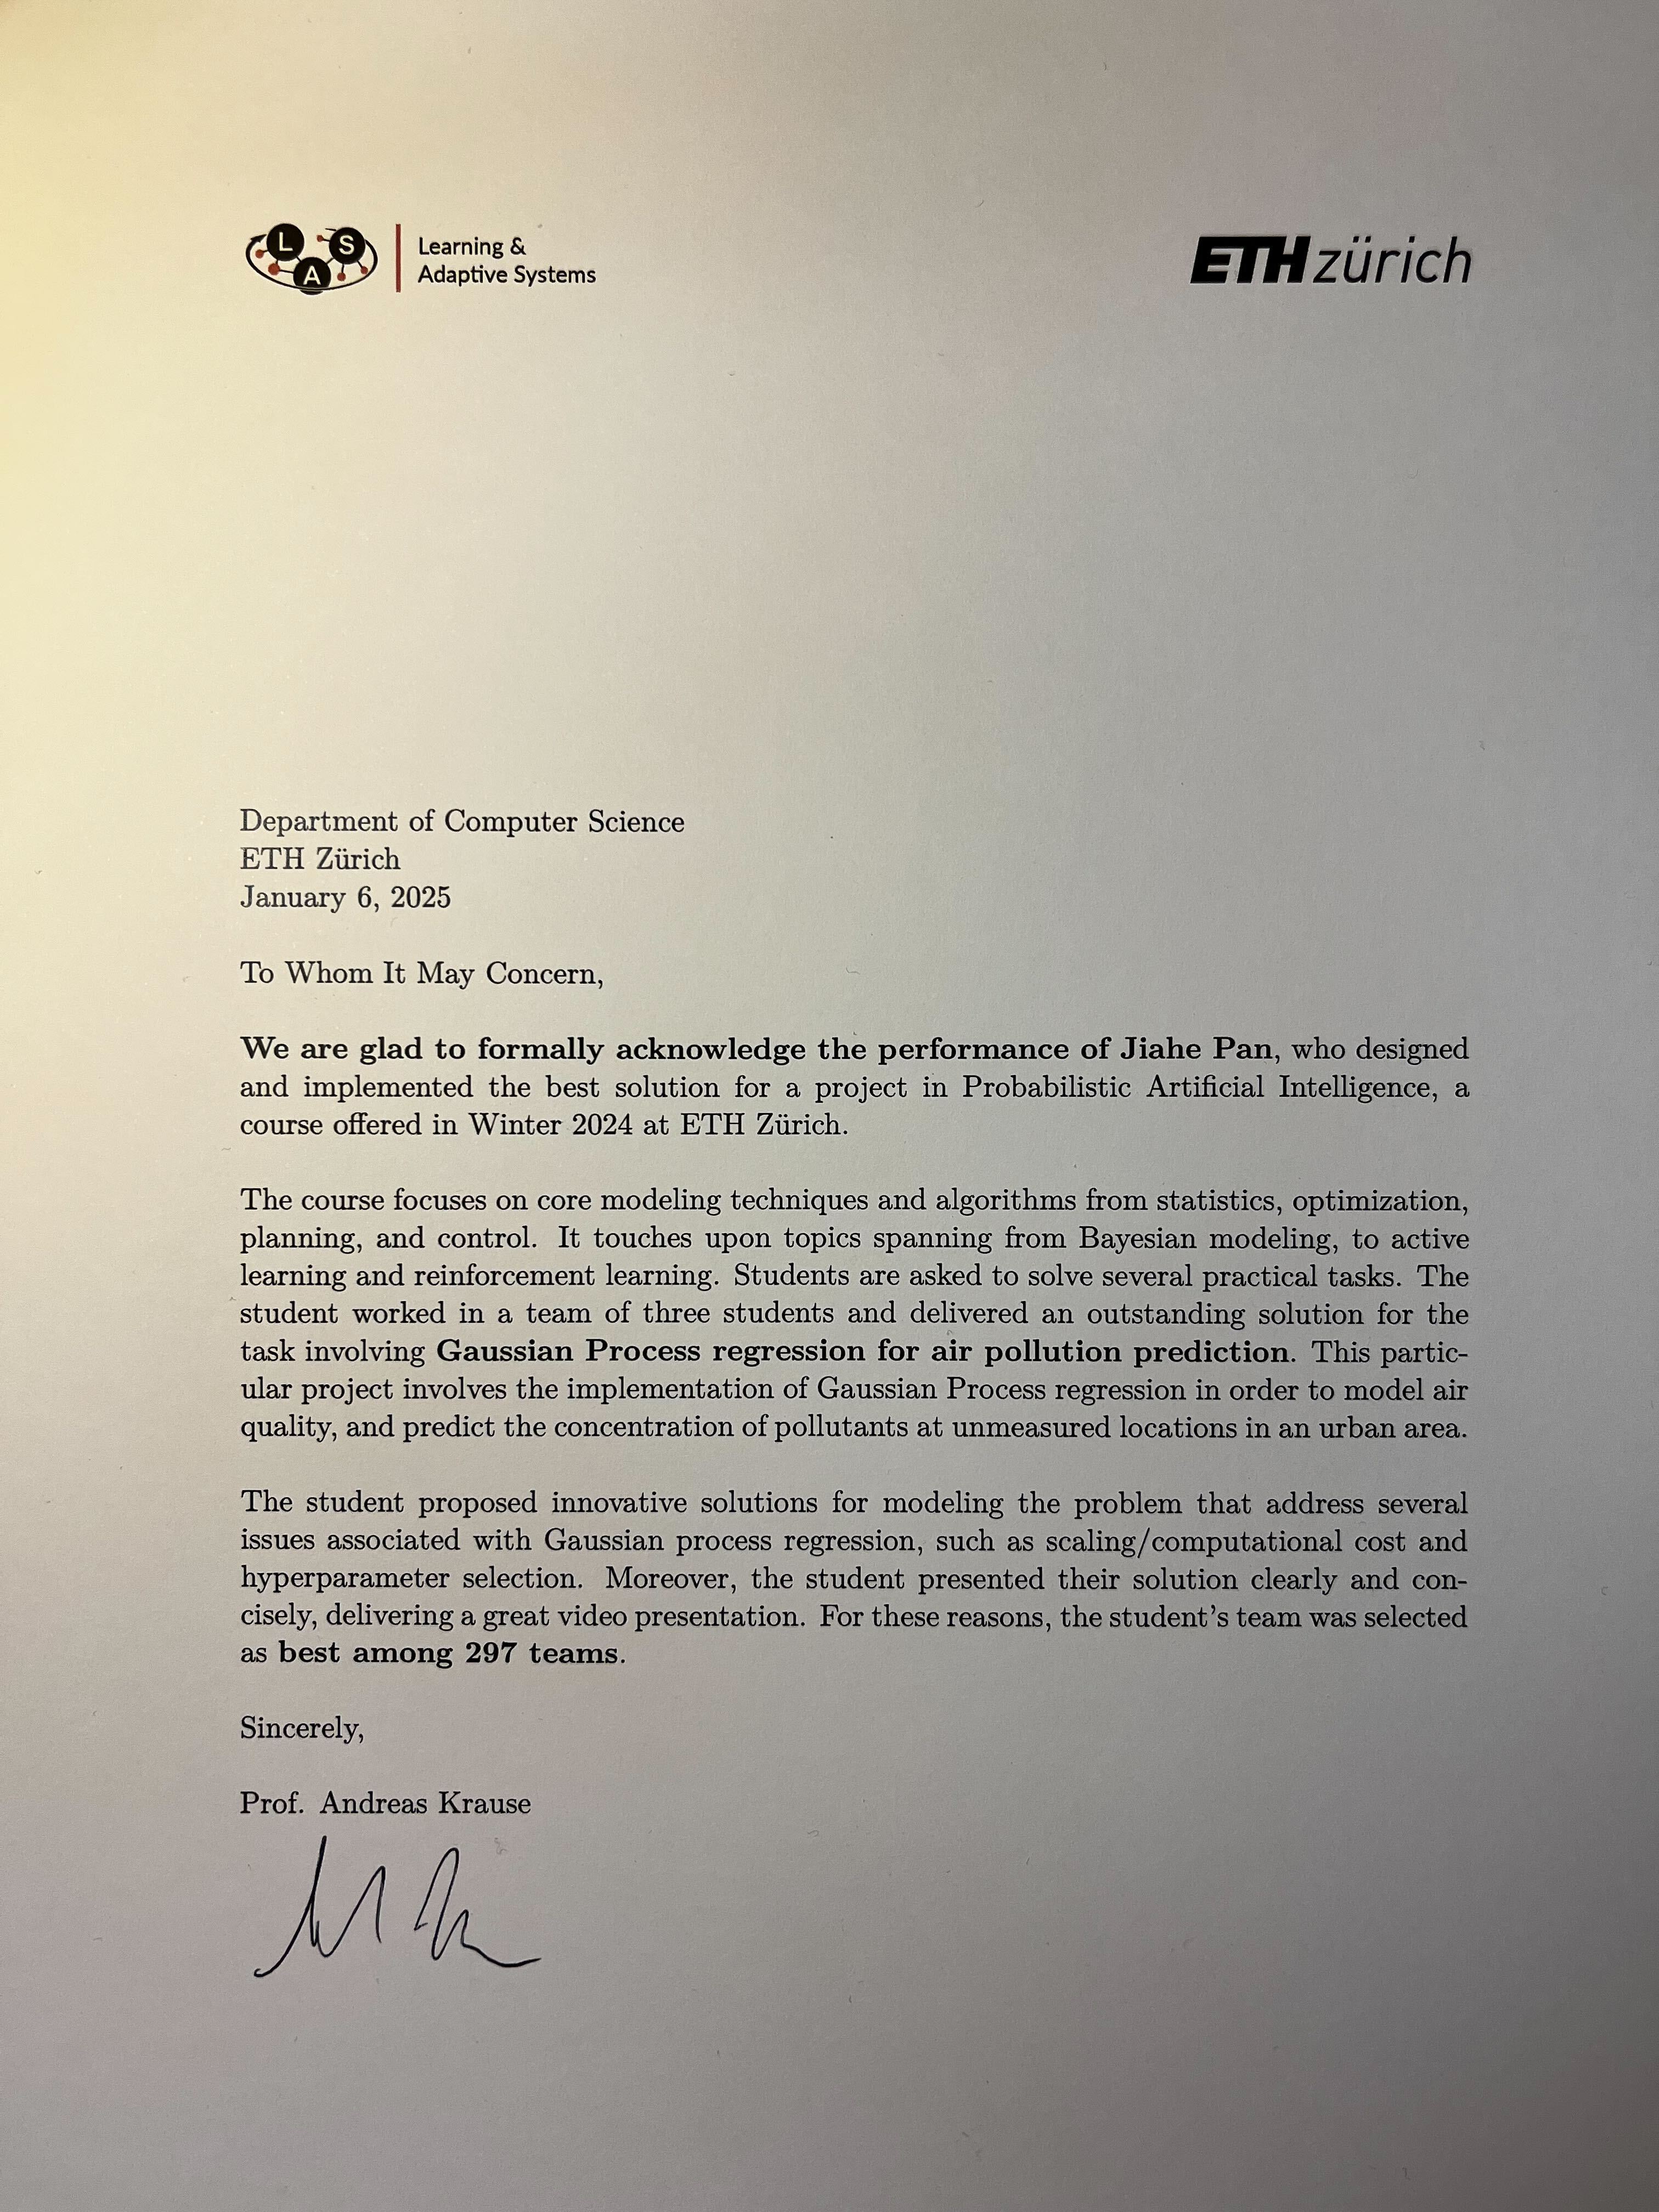 L S
A
Learning &
Adaptive Systems
ETH zürich
Department of Computer Science
ETH Zürich
January 6, 2025
To Whom It May Concern,
We are glad to formally acknowledge the performance of Jiahe Pan, who designed
and implemented the best solution for a project in Probabilistic Artificial Intelligence, a
course offered in Winter 2024 at ETH Zürich.
The course focuses on core modeling techniques and algorithms from statistics, optimization,
planning, and control. It touches upon topics spanning from Bayesian modeling, to active
learning and reinforcement learning. Students are asked to solve several practical tasks. The
student worked in a team of three students and delivered an outstanding solution for the
task involving Gaussian Process regression for air pollution prediction. This partic-
ular project involves the implementation of Gaussian Process regression in order to model air
quality, and predict the concentration of pollutants at unmeasured locations in an urban area.
The student proposed innovative solutions for modeling the problem that address several
issues associated with Gaussian process regression, such as scaling/computational cost and
hyperparameter selection. Moreover, the student presented their solution clearly and con-
cisely, delivering a great video presentation. For these reasons, the student's team was selected
as best among 297 teams.
Sincerely,
Prof. Andreas Krause